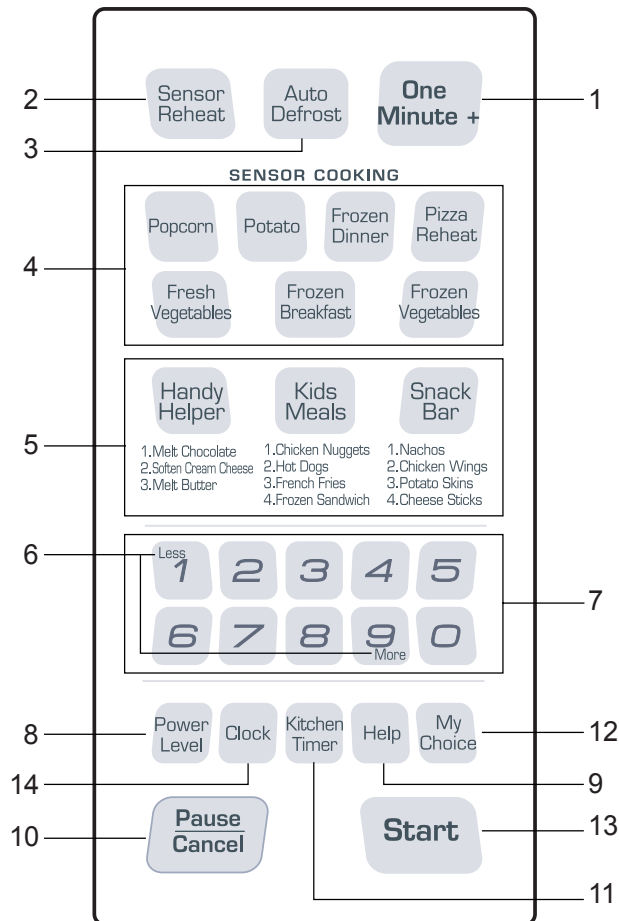 Sensor
Reheat
Auto
Defrost
One
Minute +
2
1
3
SENSOR COOKING
Popcorn
Potato
Frozen
Dinner
Pizza
Reheat
4
Fresh
Vegetables
Frozen
Breakfast
Frozen
Vegetables
Handy
Helper
Kids
Meals
Snack
Bar
5
1.Melt Chocolate
2.Soften Cream Cheese
3.Melt Butter
1.Chicken Nuggets
2.Hot Dogs
3.French Fries
4.Frozen Sandwich
1.Nachos
2.Chicken Wings
3.Potato Skins
4.Cheese Sticks
6
Less
1 2 3 4 5
7
6 7 8 9 0
More
8
Power
Level
Clock
Kitchen
Timer
Help
My
Choice
12
14
9
10
Pause
Cancel
Start
13
11